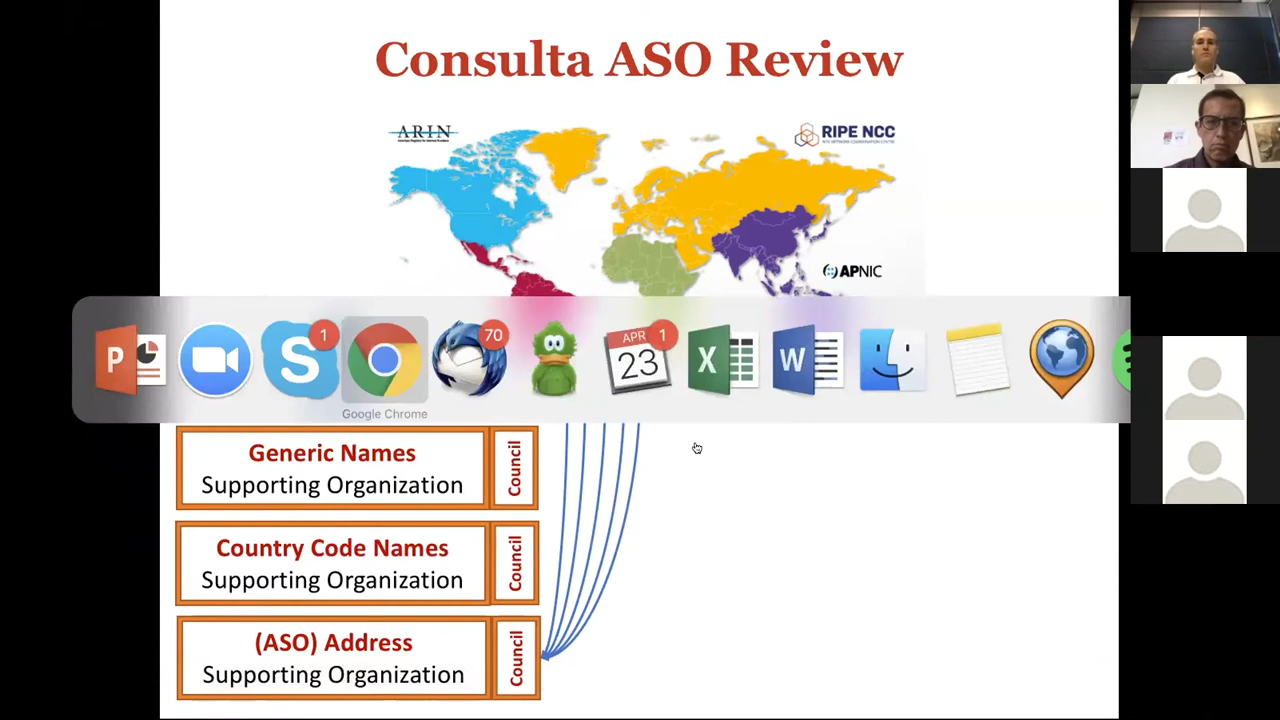 Consulta ASO Review
ARIN
RIPE NCC
APNIC
P
S
1
70
APR
1
23
X
W
Google Chrome
Generic Names
Supporting Organization
Council
Country Code Names
Supporting Organization
Council
(ASO) Address
Supporting Organization
Council